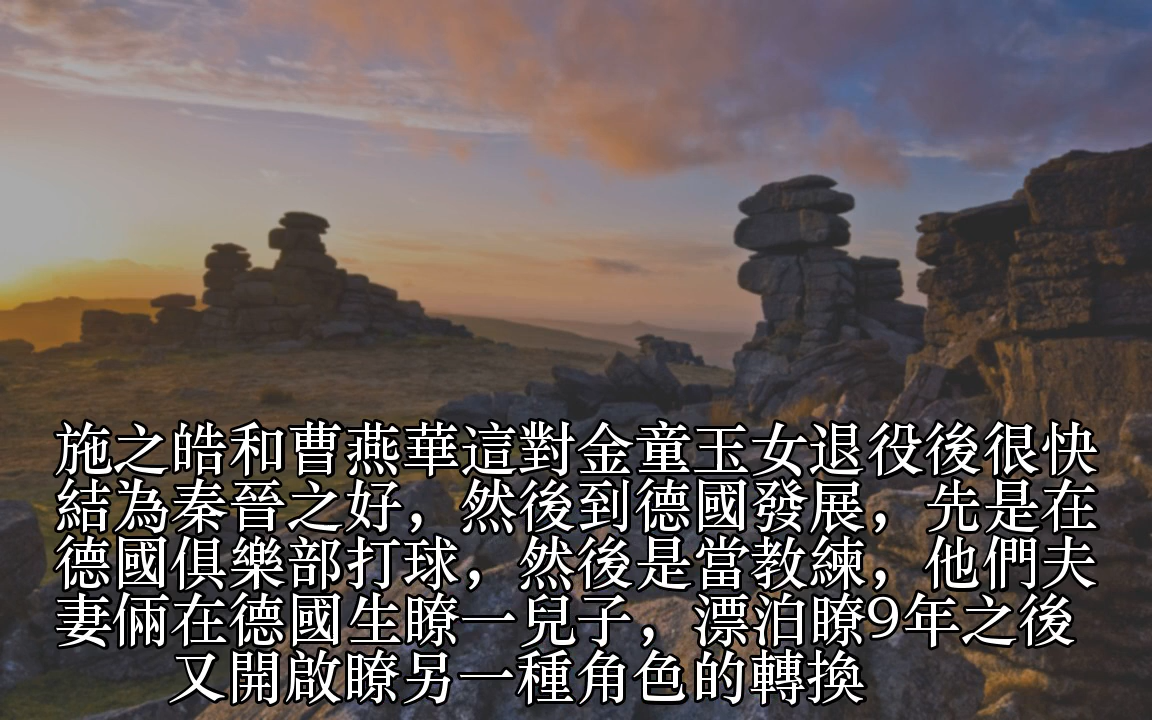 施之皓和曹燕華這對金童玉女退役後很快
結為秦晉之好，然後到德國發展，先是在
德國俱樂部打球，然後是當教練，他們夫
妻倆在德國生瞭一兒子，漂泊瞭9年之後
又開啟瞭另一種角色的轉換